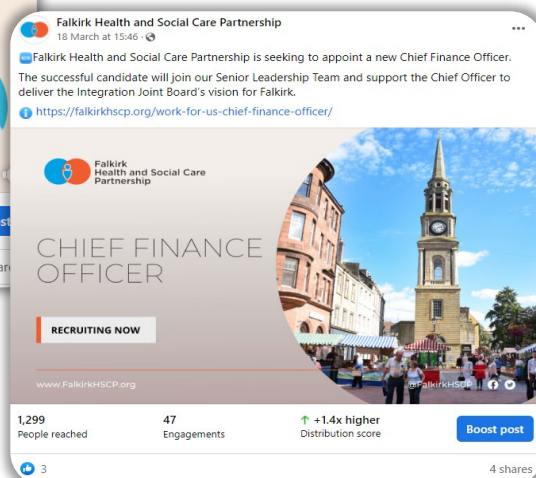 Falkirk Health and Social Care Partnership
18 March at 15:46
Falkirk Health and Social Care Partnership is seeking to appoint a new Chief Finance Officer.
The successful candidate will join our Senior Leadership Team and support the Chief Officer to
deliver the Integration Joint Board's vision for Falkirk.
https://falkirkhscp.org/work-for-us-chief-finance-officer/
Falkirk
Health and Social Care
Partnership
CHIEF FINANCE
OFFICER
RECRUITING NOW
www.FalkirkHSCP.org
@FalkirkHSCP
1,299
People reached
47
Engagements
+1.4x higher
Distribution score
Boost post
3
4 shares